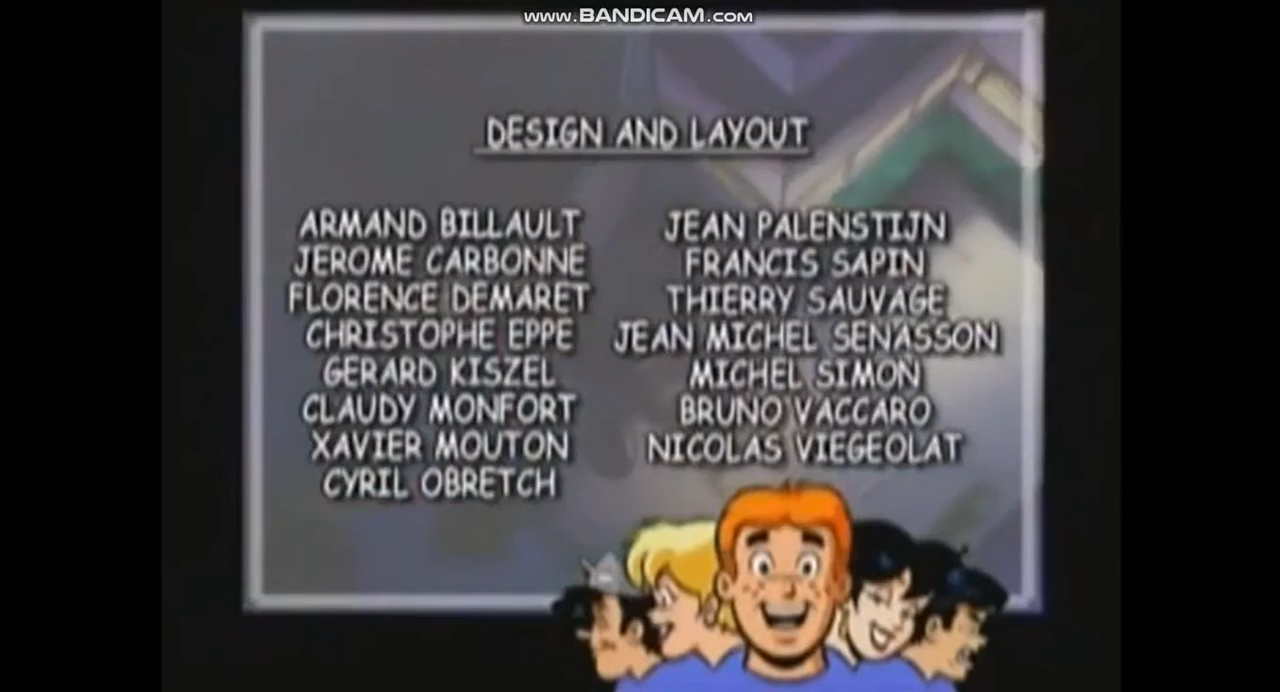 www.BANDICAM.com
DESIGN AND LAYOUT
ARMAND BILLAULT
JEROME CARBONNE
FLORENCE DEMARET
CHRISTOPHE EPPE
GERARD KISZEL
CLAUDY MONFORT
XAVIER MOUTON
CYRIL OBRETCH
JEAN PALENSTIJN
FRANCIS SAPIN
THIERRY SAUVAGE
JEAN MICHEL SENASSON
MICHEL SIMON
BRUNO VACCARO
NICOLAS VIEGEOLAT